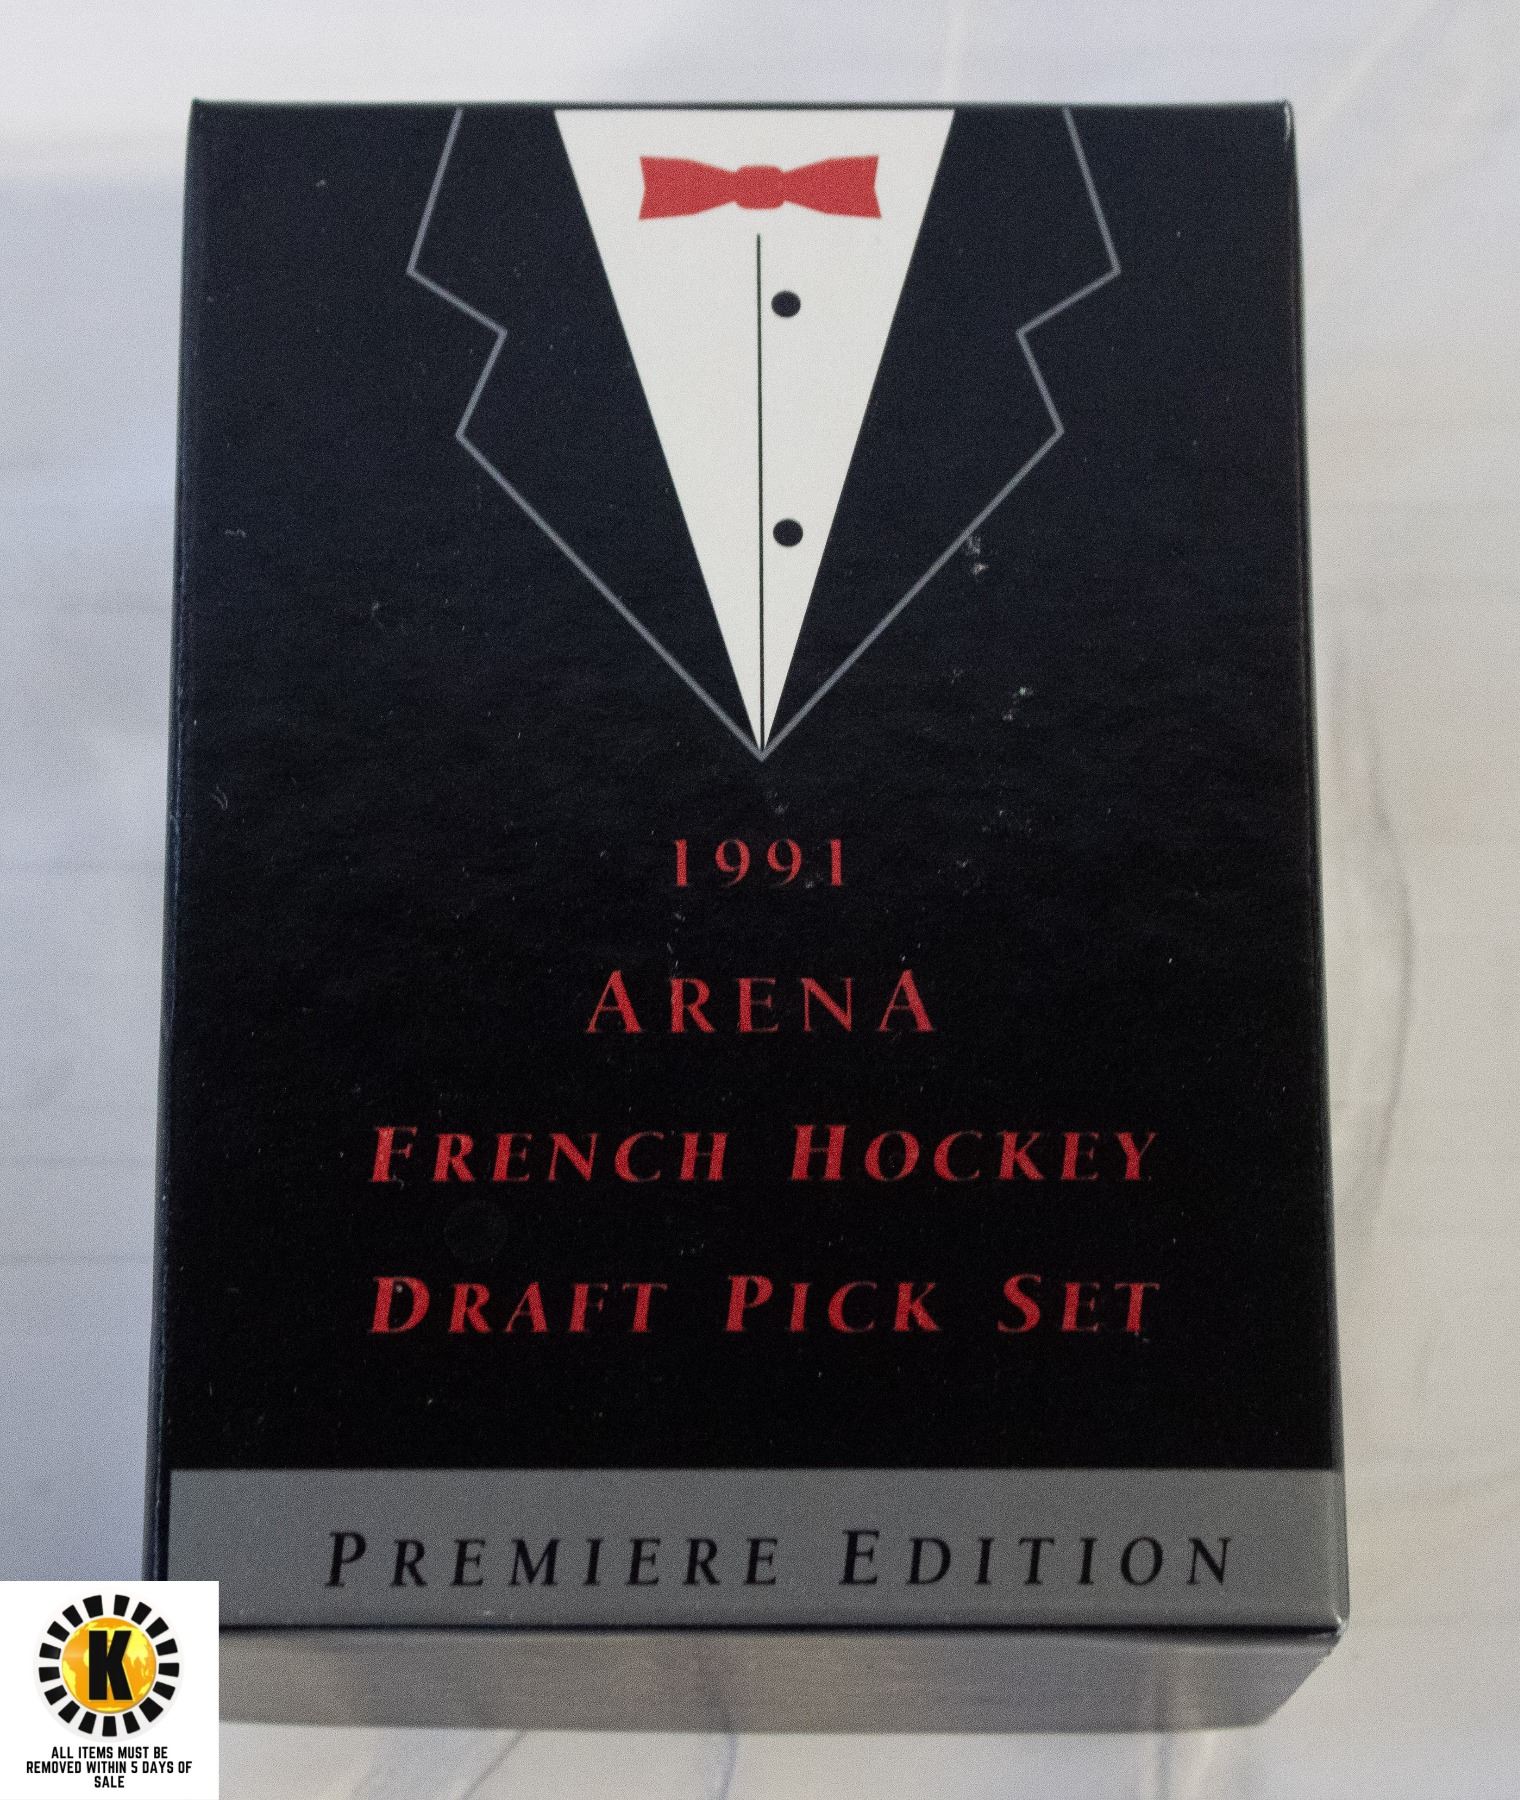 1991
ARENA
FRENCH HOCKEY
DRAFT PICK SET
PREMIERE EDITION
K
ALL ITEMS MUST BE
REMOVED WITHIN 5 DAYS OF
SALE